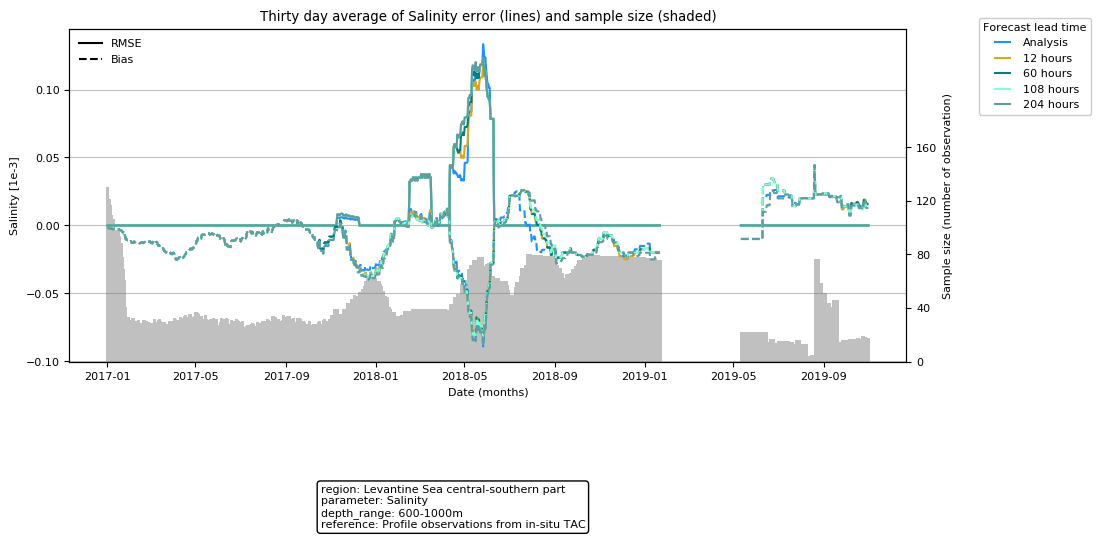 Thirty day average of Salinity error (lines) and sample size (shaded)
Forecast lead time
Analysis
12 hours
60 hours
108 hours
204 hours
RMSE
Bias
Salinity [1e-3]
0.10
0.05
0.00
−0.05
−0.10
Sample size (number of observation)
160
120
80
40
0
2017-01
2017-05
2017-09
2018-01
2018-05
2018-09
2019-01
2019-05
2019-09
Date (months)
region: Levantine Sea central-southern part
parameter: Salinity
depth_range: 600-1000m
reference: Profile observations from in-situ TAC